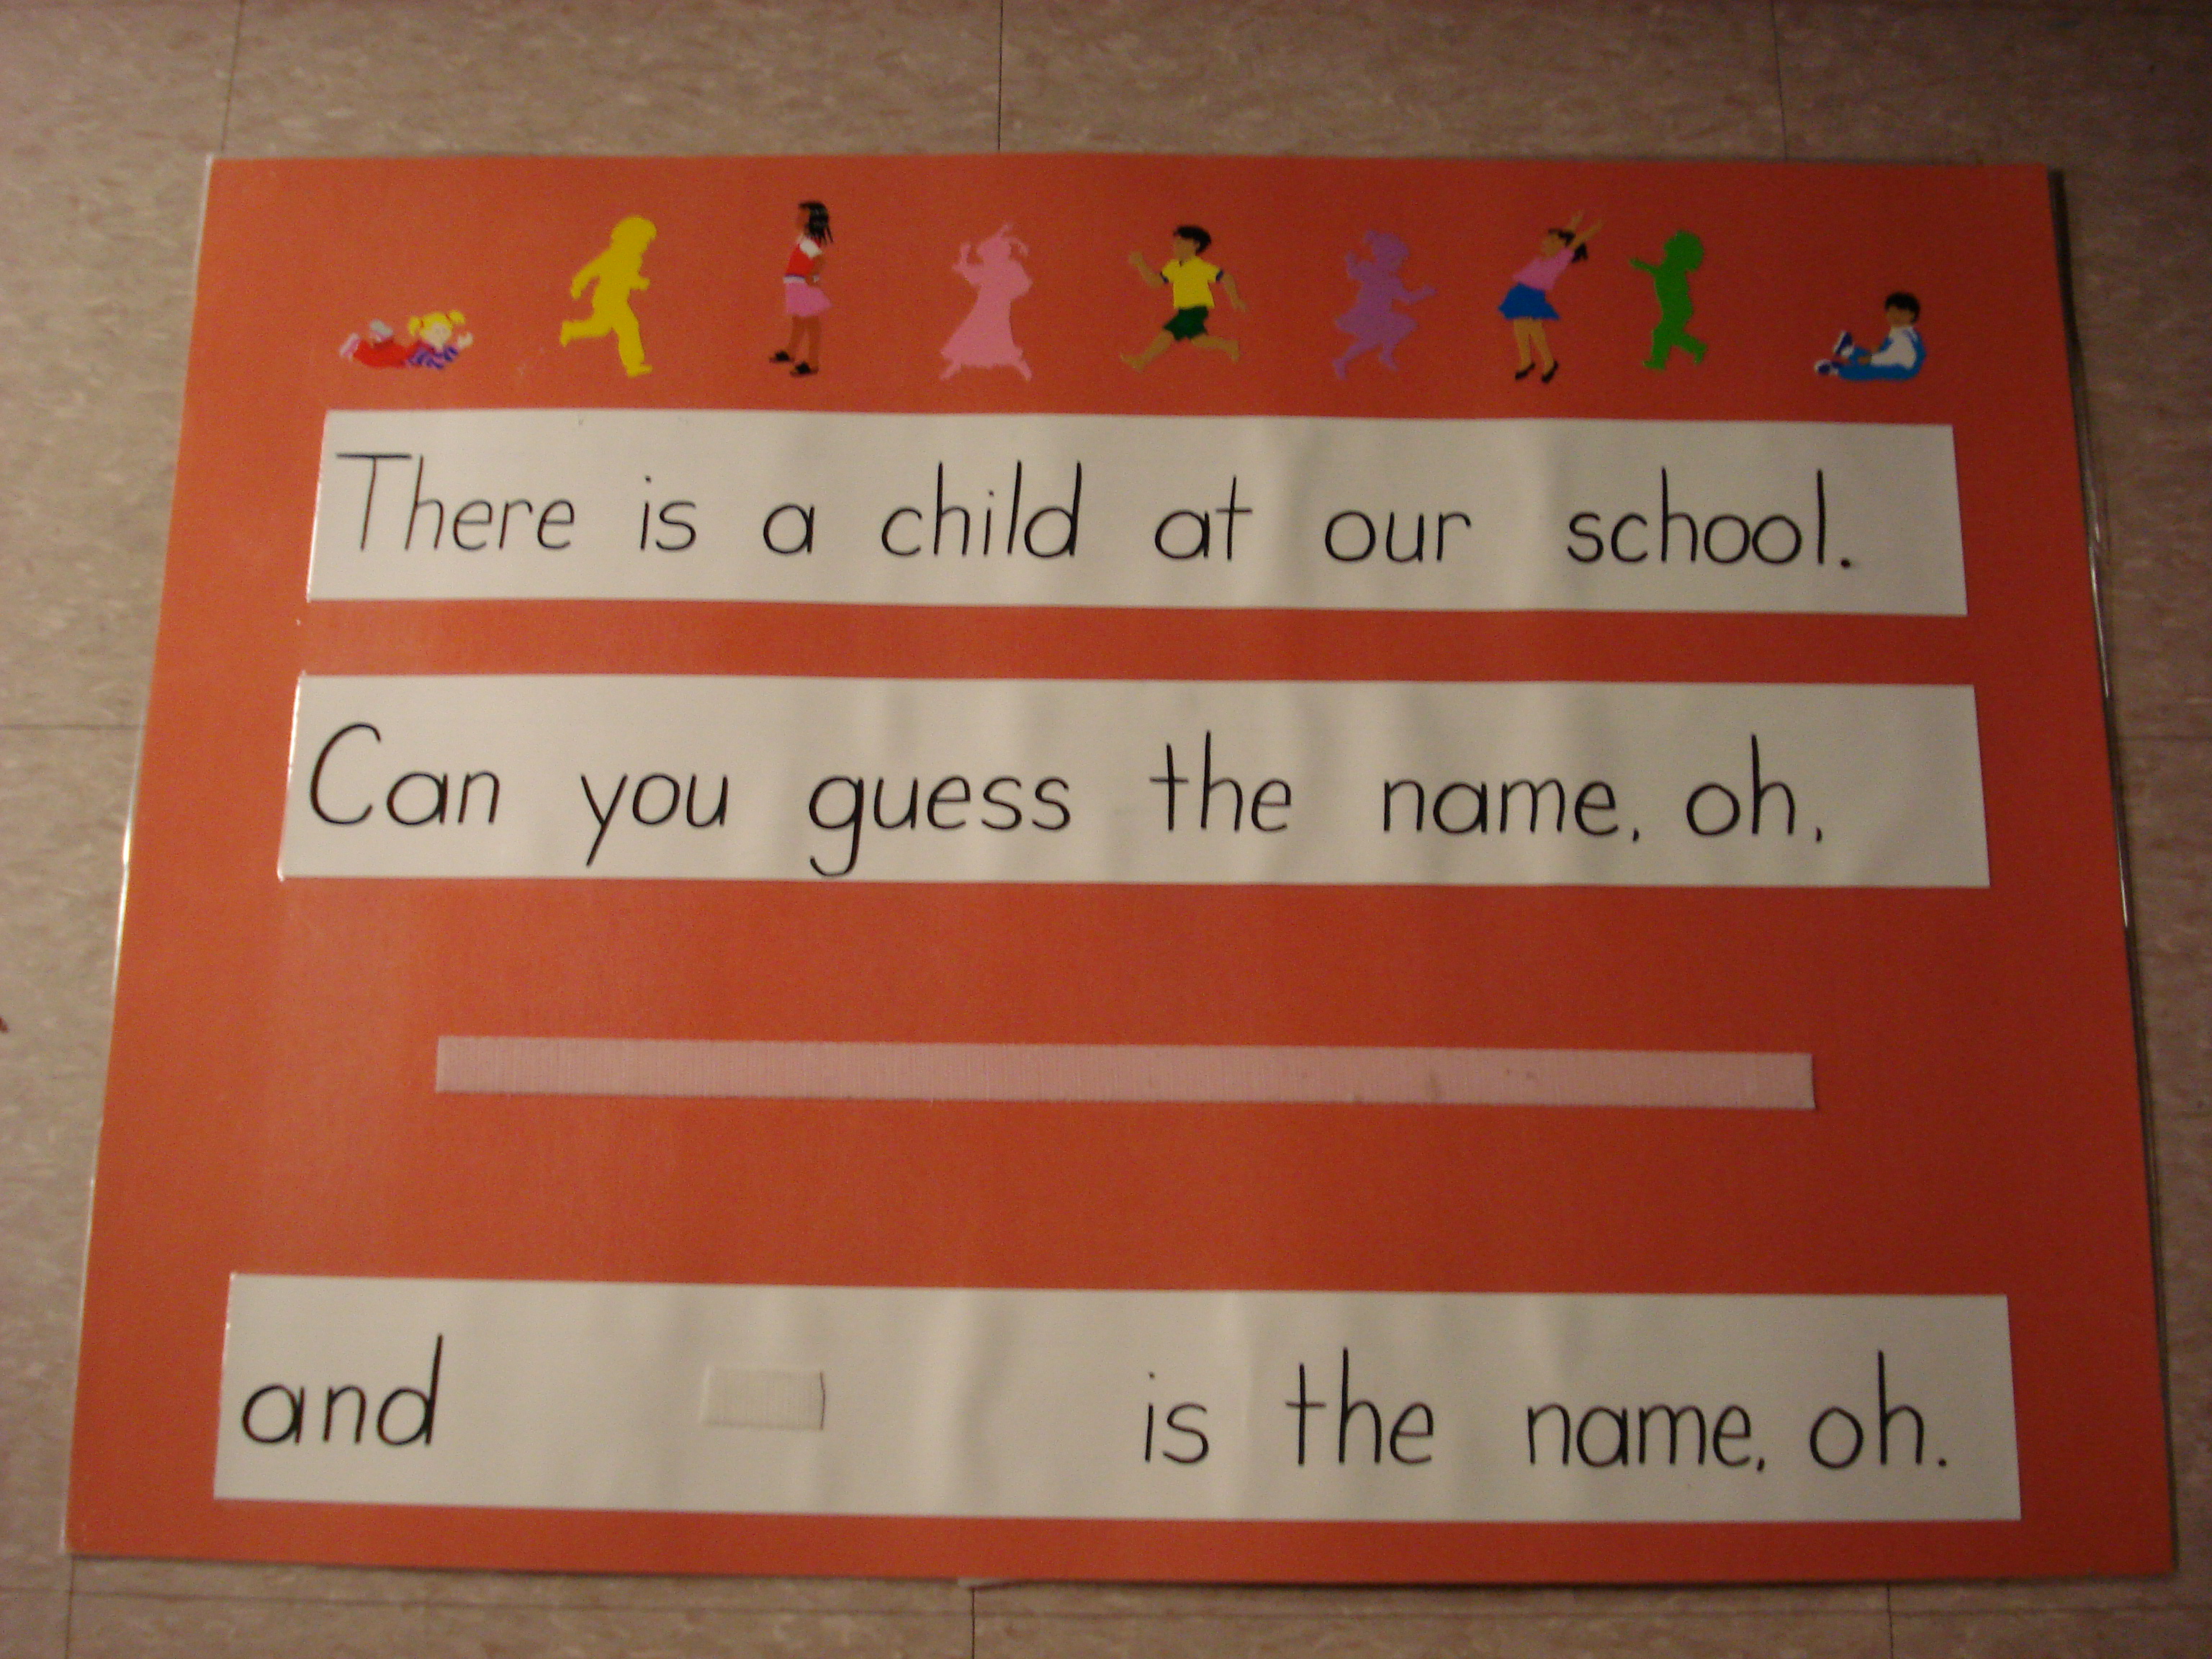 There is a child at our school.
Can you guess the name, oh,
and is the name, oh.